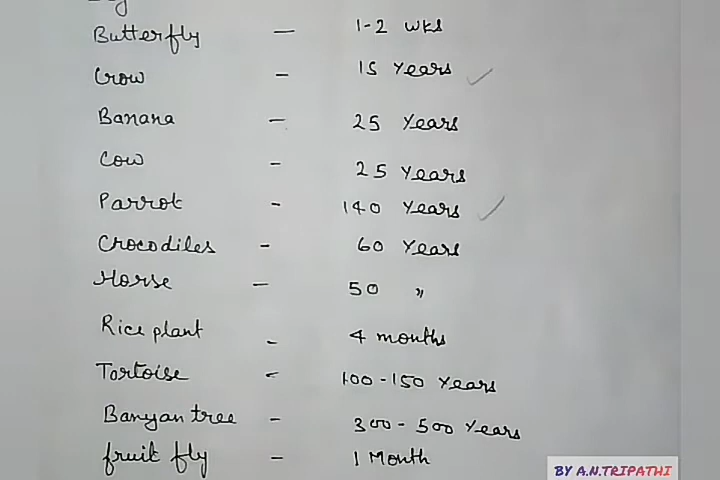 Butterfly — 1-2 wks
Crow - 15 Years
Banana — 25 Years
Cow - 25 Years
Parrot - 140 Years
Crocodiles - 60 Years
Horse — 50 "
Rice plant - 4 months
Tortoise - 100-150 Years
Banyan tree - 300-500 Years
fruit fly - 1 Month
BY A.N.TRIPATHI